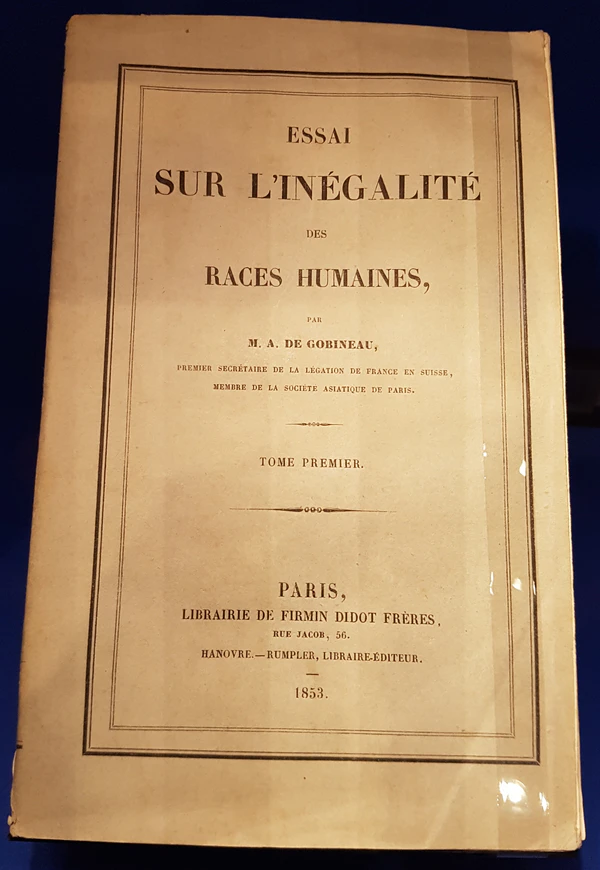 ESSAI
SUR L'INÉGALITÉ
DES
RACES HUMAINES,
PAR
M. A. DE GOBINEAU,
PREMIER SECRÉTAIRE DE LA LÉGATION DE FRANCE EN SUISSE,
MEMBRE DE LA SOCIÉTÉ ASIATIQUE DE PARIS.
TOME PREMIER.
PARIS,
LIBRAIRIE DE FIRMIN DIDOT FRÈRES,
RUE JACOB, 56.
HANOVRE.—RUMPLER, LIBRAIRE-ÉDITEUR.
1853.